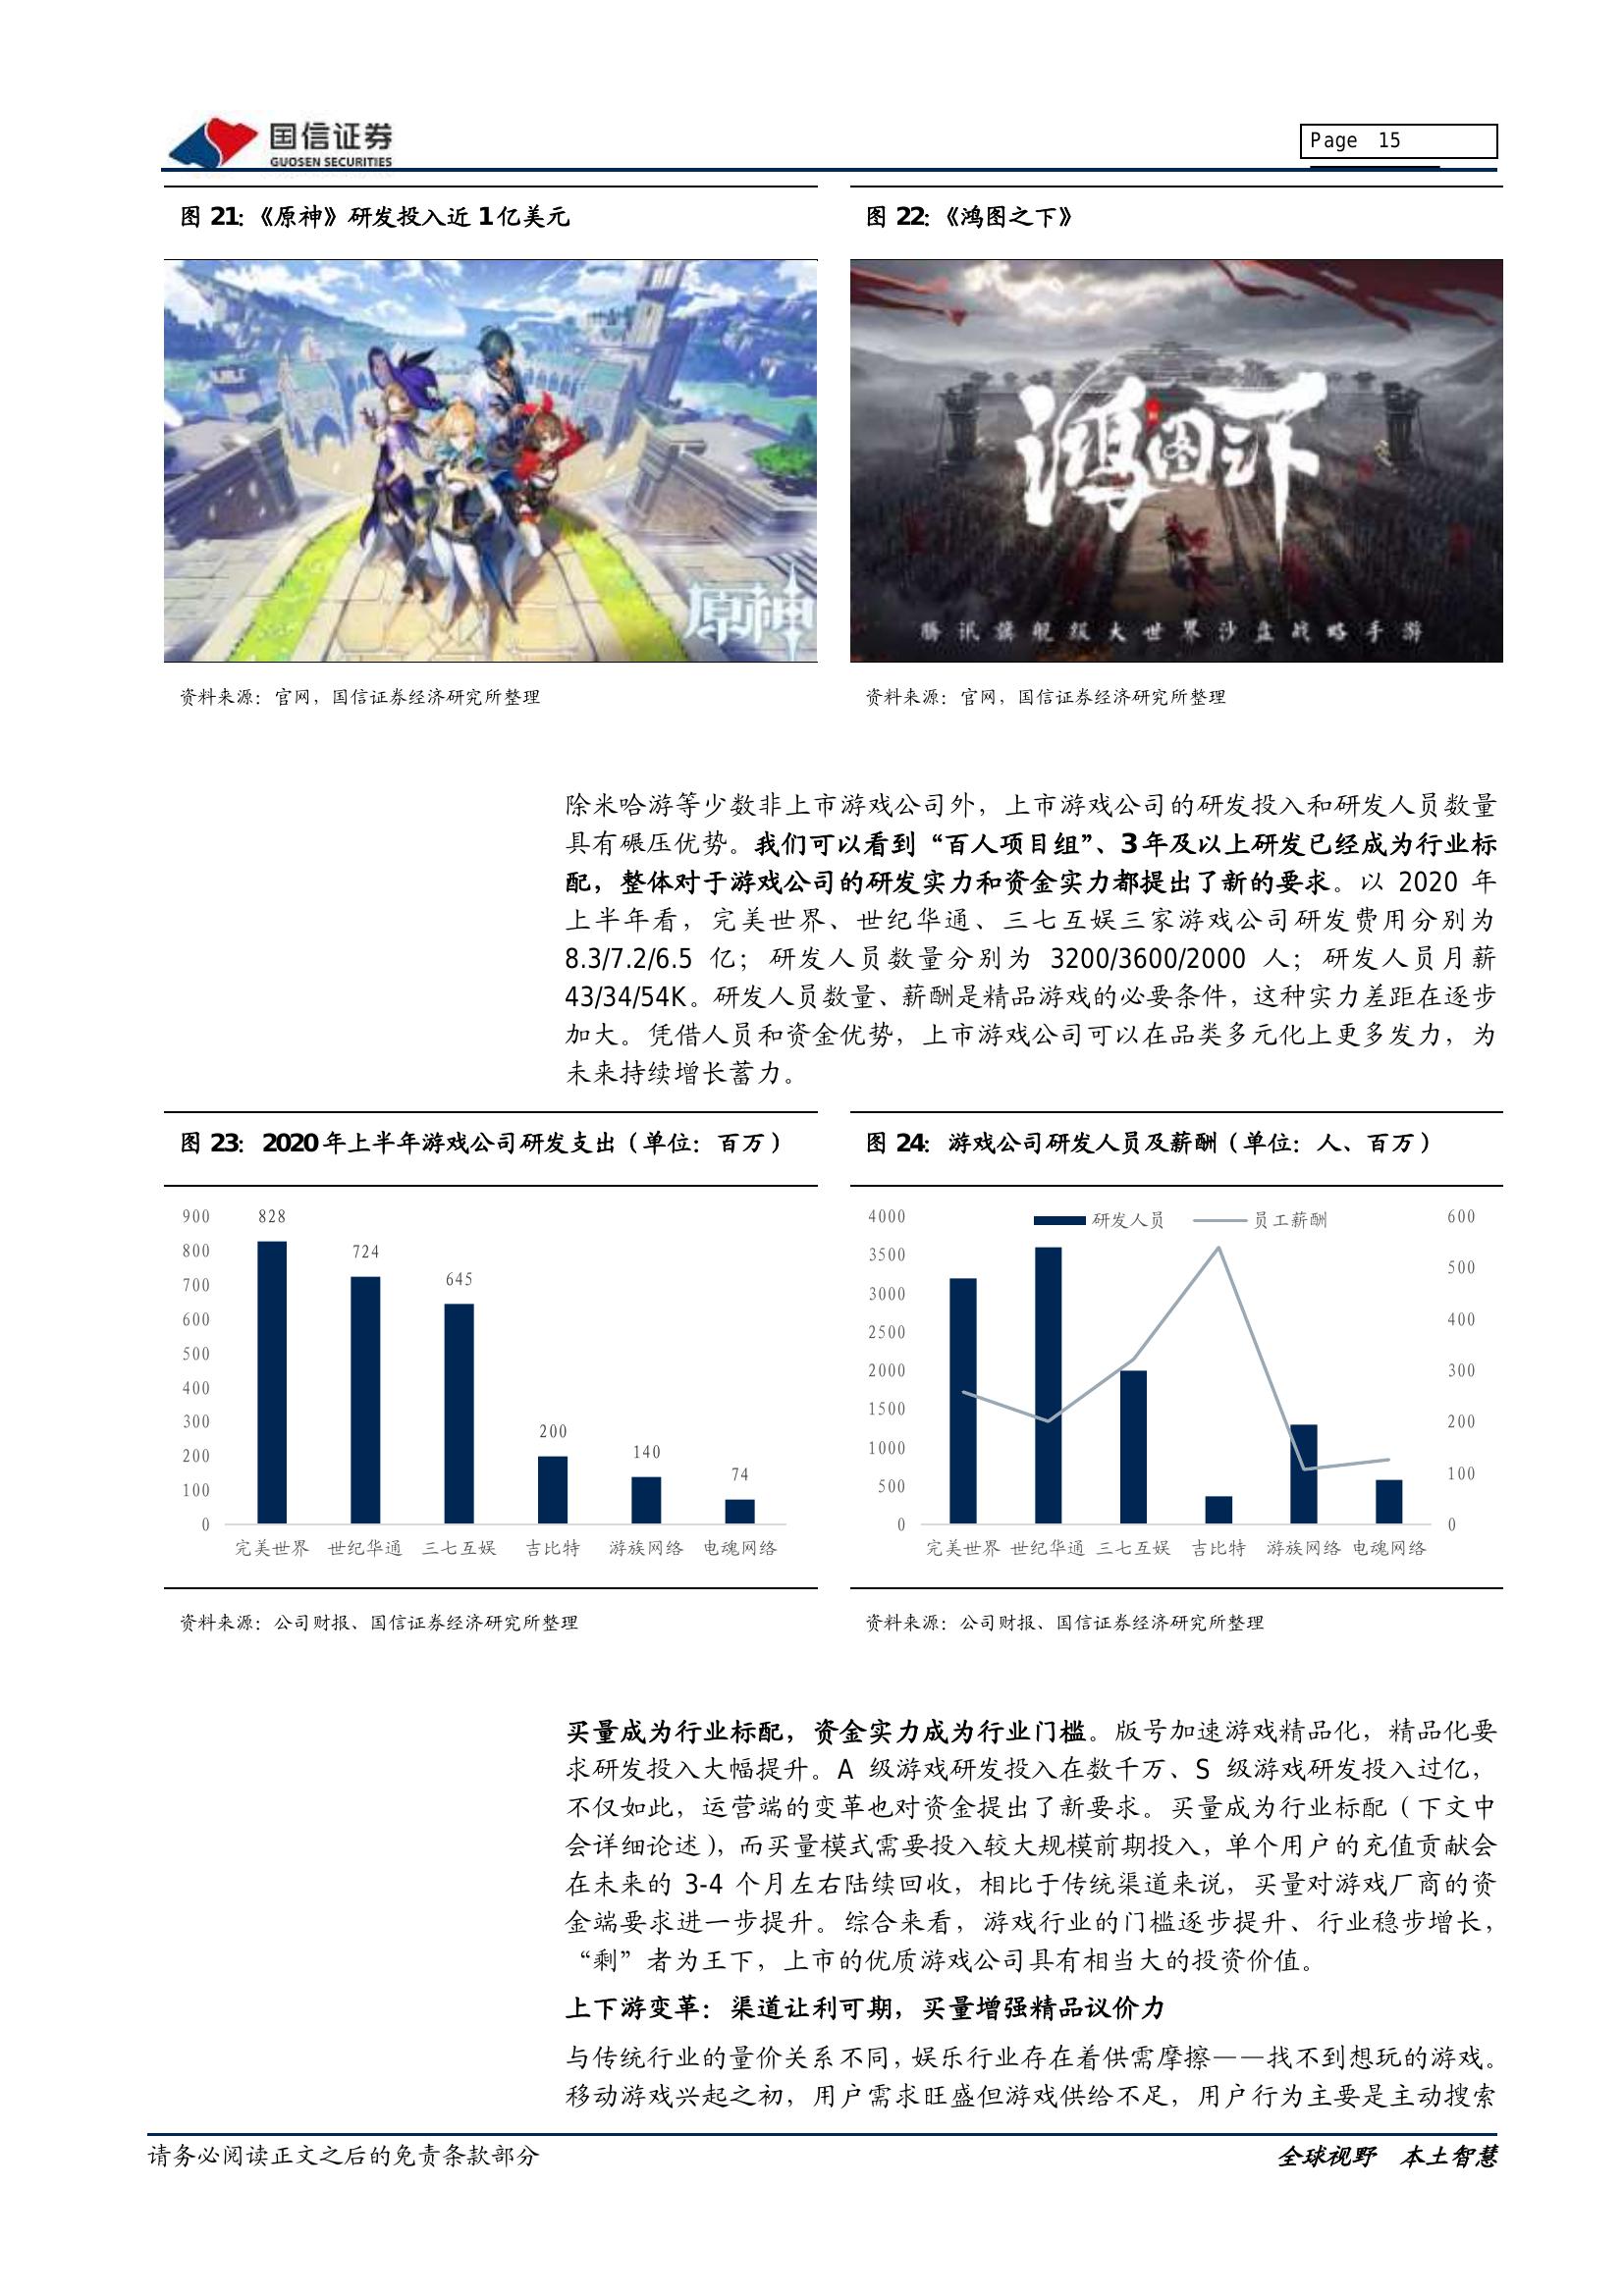 国信证券
GUOSEN SECURITIES
Page 15
图 21：《原神》研发投入近 1 亿美元
图 22：《鸿图之下》
原神
鸿图之下
腾讯旗舰级大世界沙盘战略手游
资料来源：官网，国信证券经济研究所整理
资料来源：官网，国信证券经济研究所整理
除米哈游等少数非上市游戏公司外，上市游戏公司的研发投入和研发人员数量
具有碾压优势。我们可以看到“百人项目组”、3 年及以上研发已经成为行业标
配，整体对于游戏公司的研发实力和资金实力都提出了新的要求。以 2020 年
上半年看，完美世界、世纪华通、三七互娱三家游戏公司研发费用分别为
8.3/7.2/6.5 亿；研发人员数量分别为 3200/3600/2000 人；研发人员月薪
43/34/54K。研发人员数量、薪酬是精品游戏的必要条件，这种实力差距在逐步
加大。凭借人员和资金优势，上市游戏公司可以在品类多元化上更多发力，为
未来持续增长蓄力。
图 23： 2020 年上半年游戏公司研发支出（单位：百万）
900
800
700
600
500
400
300
200
100
0
828
724
645
200
140
74
完美世界 世纪华通 三七互娱 吉比特 游族网络 电魂网络
资料来源：公司财报、国信证券经济研究所整理
图 24： 游戏公司研发人员及薪酬（单位：人、百万）
研发人员 员工薪酬
4000
3500
3000
2500
2000
1500
1000
500
0
600
500
400
300
200
100
0
完美世界 世纪华通 三七互娱 吉比特 游族网络 电魂网络
资料来源：公司财报、国信证券经济研究所整理
买量成为行业标配，资金实力成为行业门槛。版号加速游戏精品化，精品化要
求研发投入大幅提升。A 级游戏研发投入在数千万、S 级游戏研发投入过亿，
不仅如此，运营端的变革也对资金提出了新要求。买量成为行业标配（下文中
会详细论述），而买量模式需要投入较大规模前期投入，单个用户的充值贡献会
在未来的 3-4 个月左右陆续回收，相比于传统渠道来说，买量对游戏厂商的资
金端要求进一步提升。综合来看，游戏行业的门槛逐步提升、行业稳步增长，
“剩”者为王下，上市的优质游戏公司具有相当大的投资价值。
上下游变革：渠道让利可期，买量增强精品议价力
与传统行业的量价关系不同，娱乐行业存在着供需摩擦——找不到想玩的游戏。
移动游戏兴起之初，用户需求旺盛但游戏供给不足，用户行为主要是主动搜索
请务必阅读正文之后的免责条款部分
全球视野 本土智慧